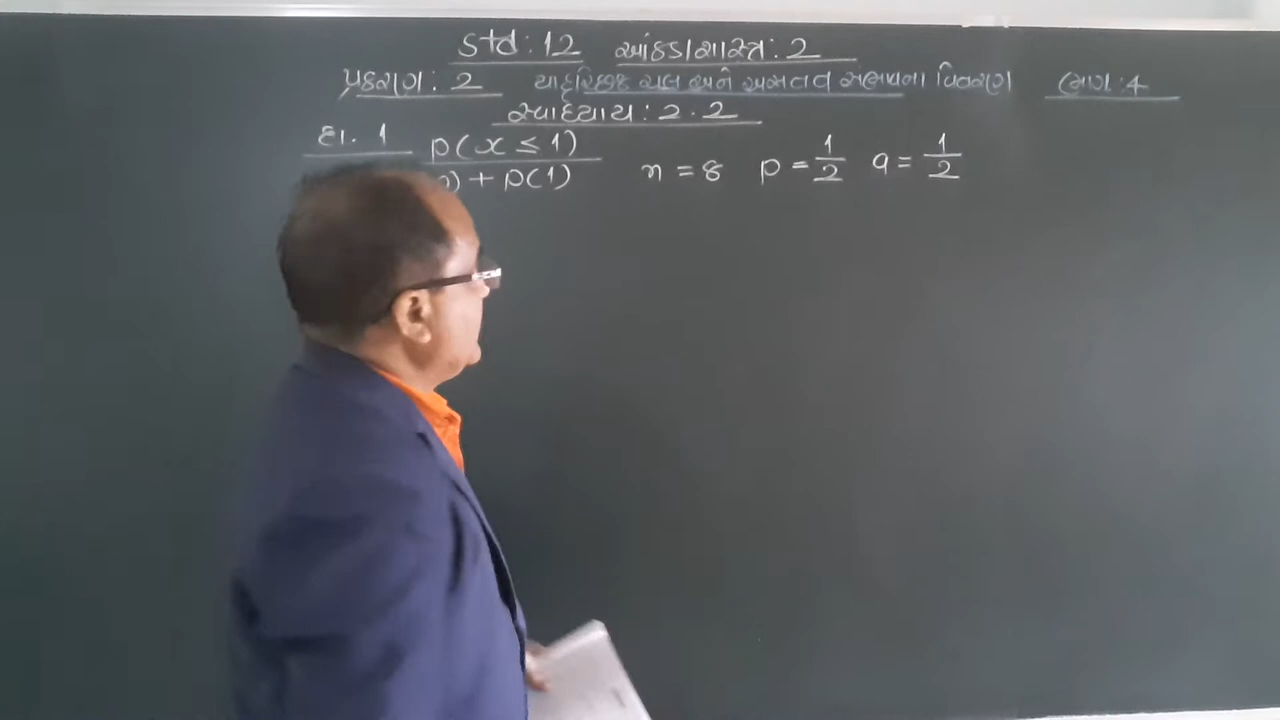 Std : 12 આંકડાશાસ્ત્ર : 2
પ્રકરણ : 2 યાદૃચ્છિક ચલ અને અસતત સંભાવના વિતરણ ભાગ : 4
સ્વાધ્યાય : 2.2
દા. 1 p(x ≤ 1)
) + p(1) n = 8 p = 1/2 q = 1/2